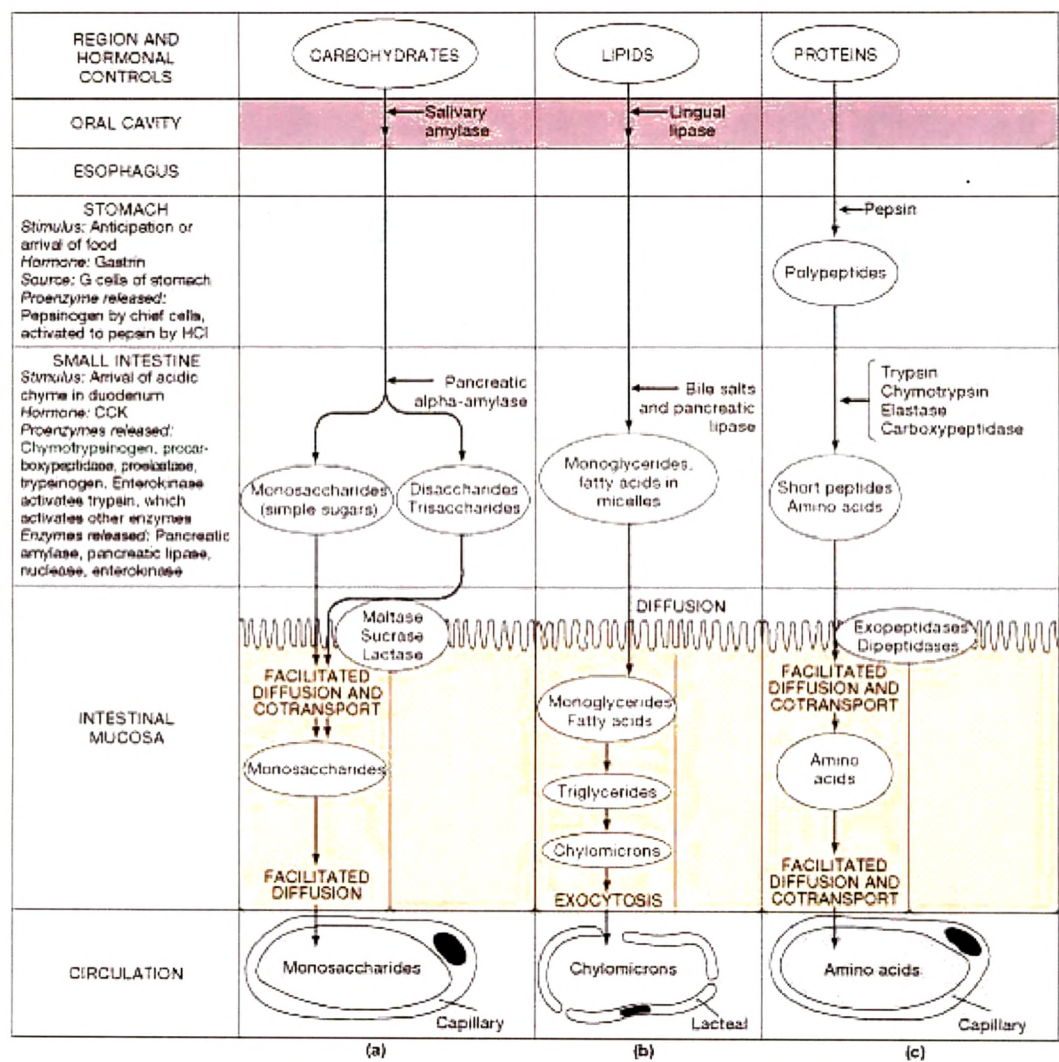 REGION AND
HORMONAL
CONTROLS
CARBOHYDRATES
LIPIDS
PROTEINS
ORAL CAVITY
Salivary
amylase
Lingual
lipase
ESOPHAGUS
STOMACH
Stimulus: Anticipation or
arrival of food
Hormone: Gastrin
Source: G cells of stomach
Proenzyme released:
Pepsinogen by chief cells,
activated to pepsin by HCl
Pepsin
Polypeptides
SMALL INTESTINE
Stimulus: Arrival of acidic
chyme in duodenum
Hormone: CCK
Proenzymes released:
Chymotrypsinogen, procar-
boxypeptidase, proelastase,
trypsinogen. Enterokinase
activates trypsin, which
activates other enzymes
Enzymes released: Pancreatic
amylase, pancreatic lipase,
nuclease, enterokinase
Pancreatic
alpha-amylase
Monosaccharides
(simple sugars)
Disaccharides
Trisaccharides
Bile salts
and pancreatic
lipase
Monoglycerides,
fatty acids in
micelles
Trypsin
Chymotrypsin
Elastase
Carboxypeptidase
Short peptides
Amino acids
INTESTINAL
MUCOSA
Maltase
Sucrase
Lactase
FACILITATED
DIFFUSION AND
COTRANSPORT
Monosaccharides
FACILITATED
DIFFUSION
DIFFUSION
Monoglycerides
Fatty acids
Triglycerides
Chylomicrons
EXOCYTOSIS
Exopeptidases
Dipeptidases
FACILITATED
DIFFUSION AND
COTRANSPORT
Amino
acids
FACILITATED
DIFFUSION AND
COTRANSPORT
CIRCULATION
Monosaccharides
Capillary
Chylomicrons
Lacteal
Amino acids
Capillary
(a)
(b)
(c)